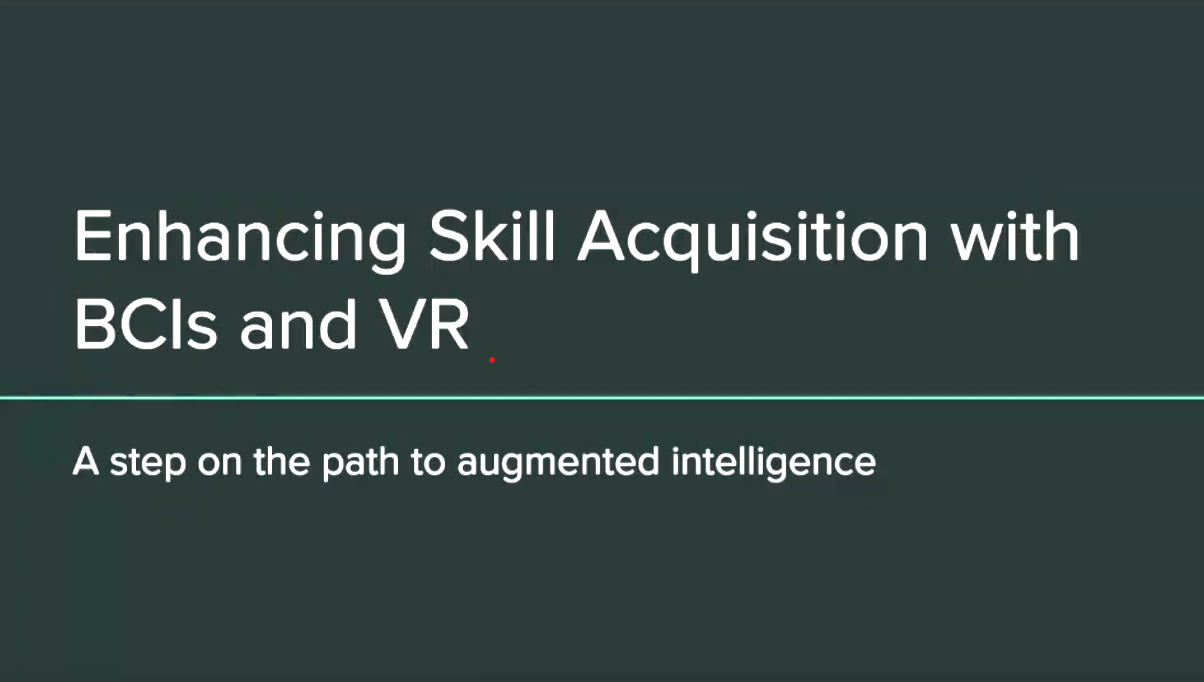 Enhancing Skill Acquisition with
BCIs and VR
A step on the path to augmented intelligence